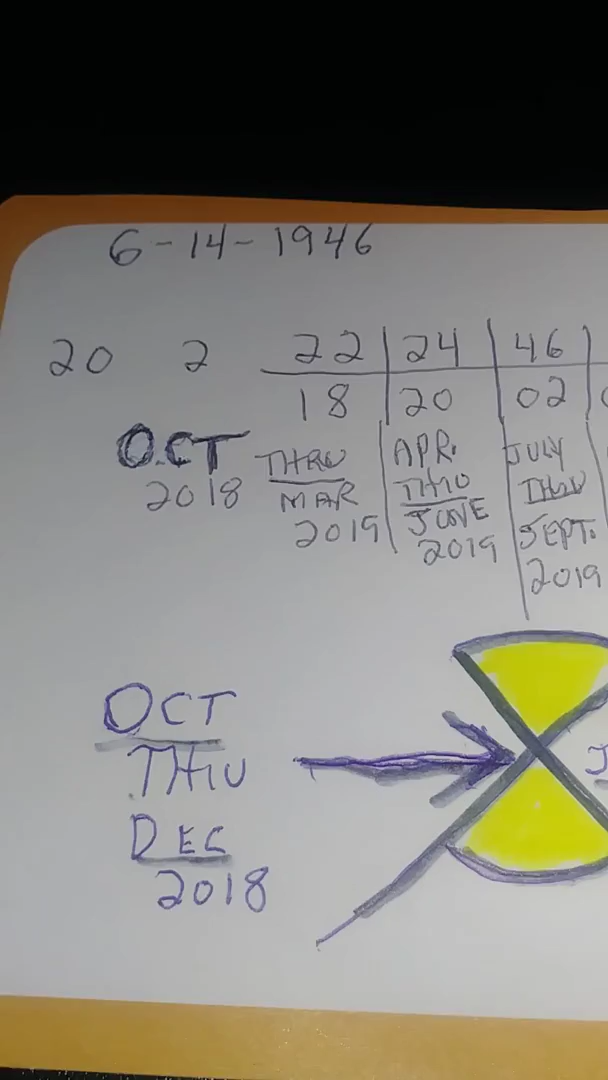 6-14-1946
20 2 22 24 46
18 20 02
OCT THRU APR. JULY
2018 MAR THRU THRU
2019 JUNE SEPT.
2019 2019
OCT
THRU
DEC
2018
J